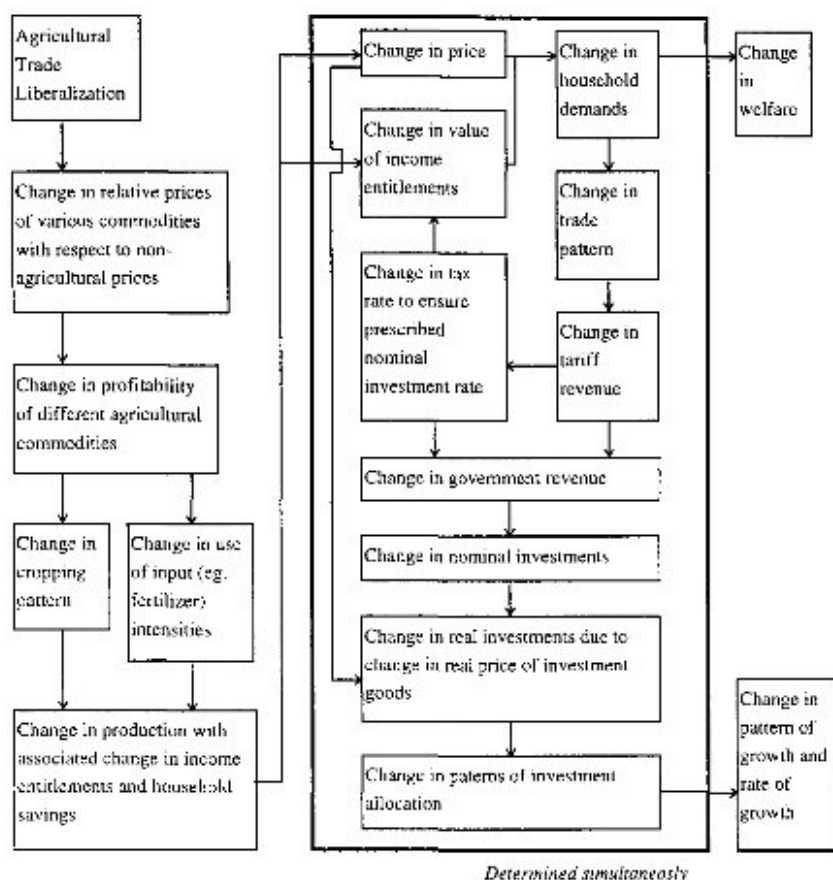 Agricultural
Trade
Liberalization
Change in relative prices
of various commodities
with respect to non-
agricultural prices
Change in profitability
of different agricultural
commodities
Change in
cropping
pattern
Change in use
of input (eg.
fertilizer)
intensities
Change in production with
associated change in income
entitlements and household
savings
Change in price
Change in value
of income
entitlements
Change in tax
rate to ensure
prescribed
nominal
investment rate
Change in
household
demands
Change in
trade
pattern
Change in
tariff
revenue
Change in government revenue
Change in nominal investments
Change in real investments due to
change in real price of investment
goods
Change in paterns of investment
allocation
Change
in
welfare
Change in
pattern of
growth and
rate of
growth
Determined simultaneosly